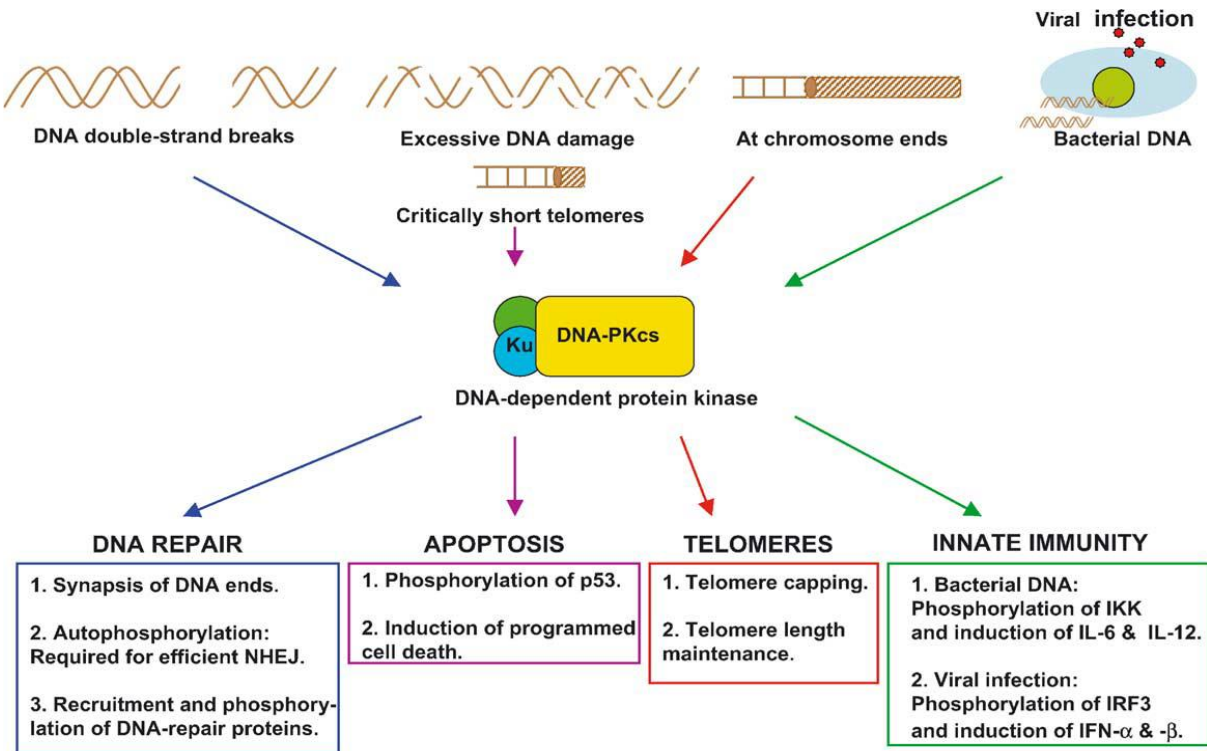 Viral infection
DNA double-strand breaks
Excessive DNA damage
At chromosome ends
Bacterial DNA
Critically short telomeres
Ku
DNA-PKcs
DNA-dependent protein kinase
DNA REPAIR
1. Synapsis of DNA ends.
2. Autophosphorylation:
Required for efficient NHEJ.
3. Recruitment and phosphory-
lation of DNA-repair proteins.
APOPTOSIS
1. Phosphorylation of p53.
2. Induction of programmed
cell death.
TELOMERES
1. Telomere capping.
2. Telomere length
maintenance.
INNATE IMMUNITY
1. Bacterial DNA:
Phosphorylation of IKK
and induction of IL-6 & IL-12.
2. Viral infection:
Phosphorylation of IRF3
and induction of IFN-α & -β.